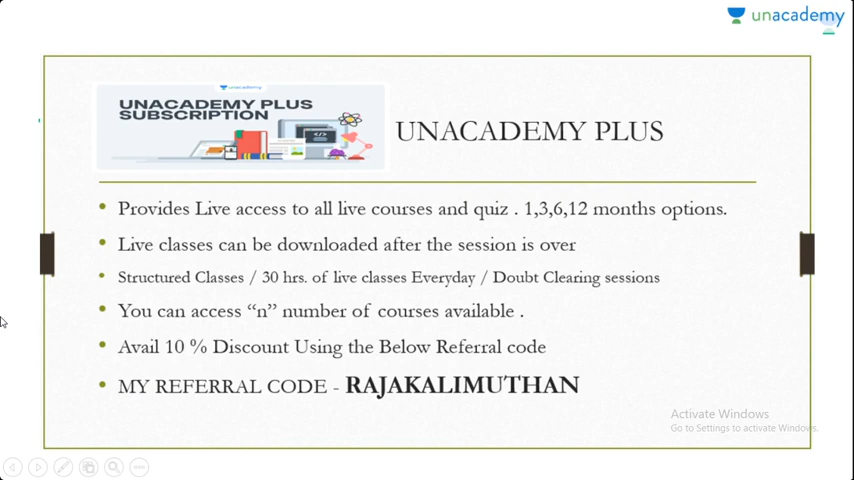 unacademy
unacademy
UNACADEMY PLUS
SUBSCRIPTION
UNACADEMY PLUS
Provides Live access to all live courses and quiz . 1,3,6,12 months options.
Live classes can be downloaded after the session is over
Structured Classes / 30 hrs. of live classes Everyday / Doubt Clearing sessions
You can access “n” number of courses available .
Avail 10 % Discount Using the Below Referral code
MY REFERRAL CODE - RAJAKALIMUTHAN
Activate Windows
Go to Settings to activate Windows.